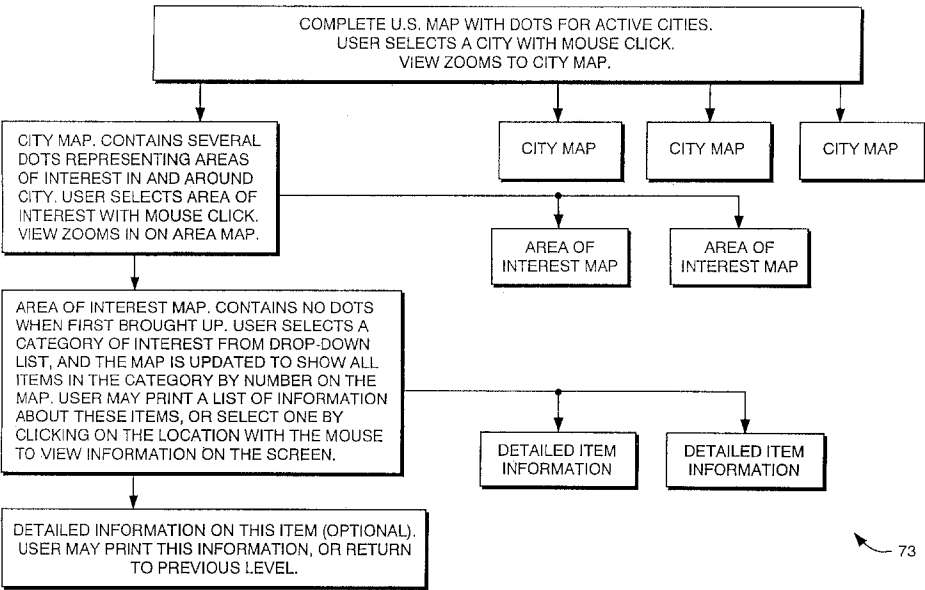 COMPLETE U.S. MAP WITH DOTS FOR ACTIVE CITIES.
USER SELECTS A CITY WITH MOUSE CLICK.
VIEW ZOOMS TO CITY MAP.
CITY MAP. CONTAINS SEVERAL
DOTS REPRESENTING AREAS
OF INTEREST IN AND AROUND
CITY. USER SELECTS AREA OF
INTEREST WITH MOUSE CLICK.
VIEW ZOOMS IN ON AREA MAP.
CITY MAP
CITY MAP
CITY MAP
AREA OF
INTEREST MAP
AREA OF
INTEREST MAP
AREA OF INTEREST MAP. CONTAINS NO DOTS
WHEN FIRST BROUGHT UP. USER SELECTS A
CATEGORY OF INTEREST FROM DROP-DOWN
LIST, AND THE MAP IS UPDATED TO SHOW ALL
ITEMS IN THE CATEGORY BY NUMBER ON THE
MAP. USER MAY PRINT A LIST OF INFORMATION
ABOUT THESE ITEMS, OR SELECT ONE BY
CLICKING ON THE LOCATION WITH THE MOUSE
TO VIEW INFORMATION ON THE SCREEN.
DETAILED ITEM
INFORMATION
DETAILED ITEM
INFORMATION
DETAILED INFORMATION ON THIS ITEM (OPTIONAL).
USER MAY PRINT THIS INFORMATION, OR RETURN
TO PREVIOUS LEVEL.
73